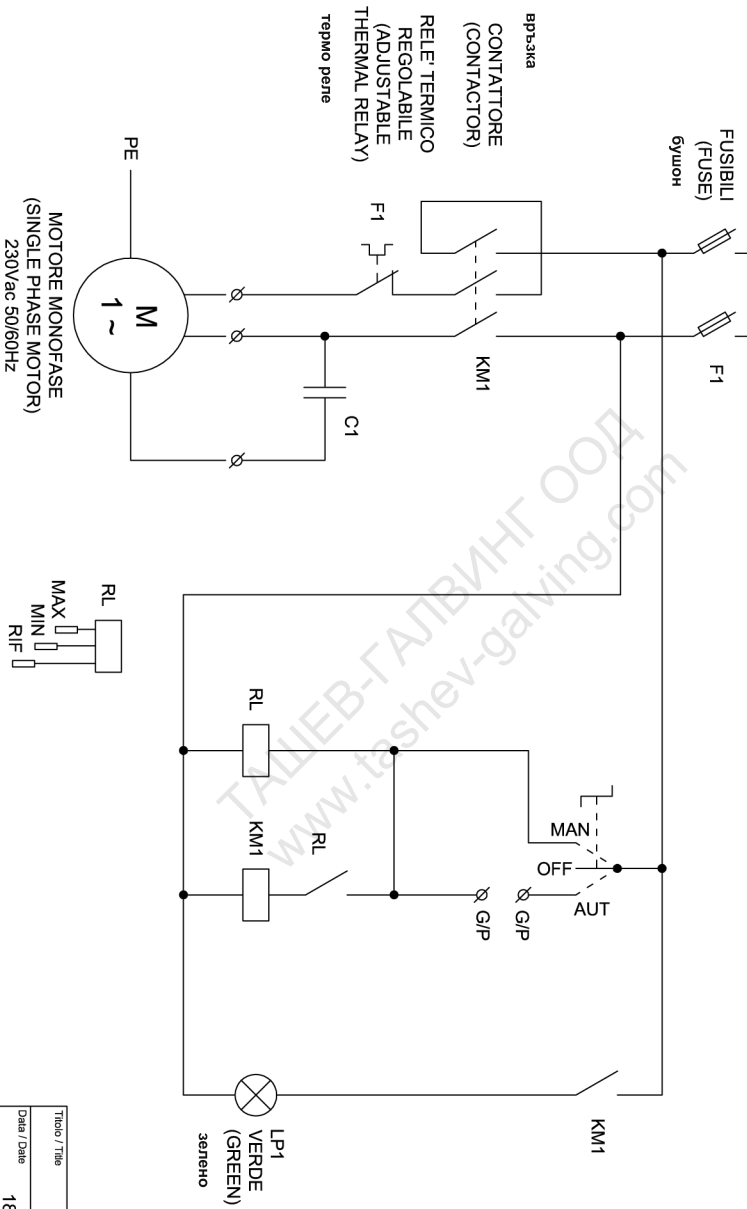 FUSIBILI
(FUSE)
бушон
F1
връзка
CONTATTORE
(CONTACTOR)
KM1
RELE' TERMICO
REGOLABILE
(ADJUSTABLE
THERMAL RELAY)
термо реле
F1
C1
PE
M
1 ~
MOTORE MONOFASE
(SINGLE PHASE MOTOR)
230Vac 50/60Hz
RL
MAX
MIN
RIF
MAN
OFF
AUT
G/P
G/P
RL
RL
KM1
KM1
LP1
VERDE
(GREEN)
зелено
ТАШЕВ-ГАЛВИНГ ООД
www.tashev-galving.com
Titolo / Title
Data / Date
18